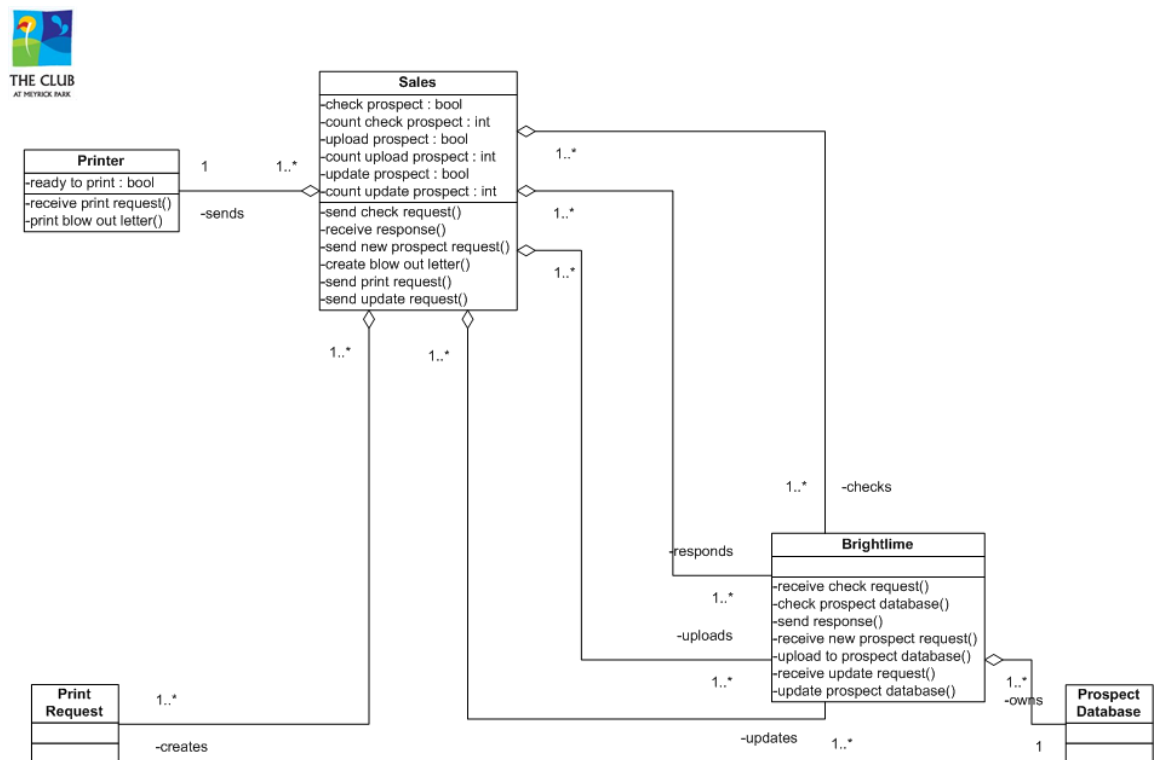 THE CLUB
AT MEYRICK PARK
Sales
-check prospect : bool
-count check prospect : int
-upload prospect : bool
-count upload prospect : int
-update prospect : bool
-count update prospect : int
-send check request()
-receive response()
-send new prospect request()
-create blow out letter()
-send print request()
-send update request()
Printer
-ready to print : bool
-receive print request()
-print blow out letter()
1
1..*
-sends
1..*
1..*
1..*
1..*
1..*
1..*
-checks
-responds
1..*
-uploads
1..*
Brightlime
-receive check request()
-check prospect database()
-send response()
-receive new prospect request()
-upload to prospect database()
-receive update request()
-update prospect database()
1..*
-owns
1
Prospect
Database
Print
Request
1..*
-creates
-updates
1..*